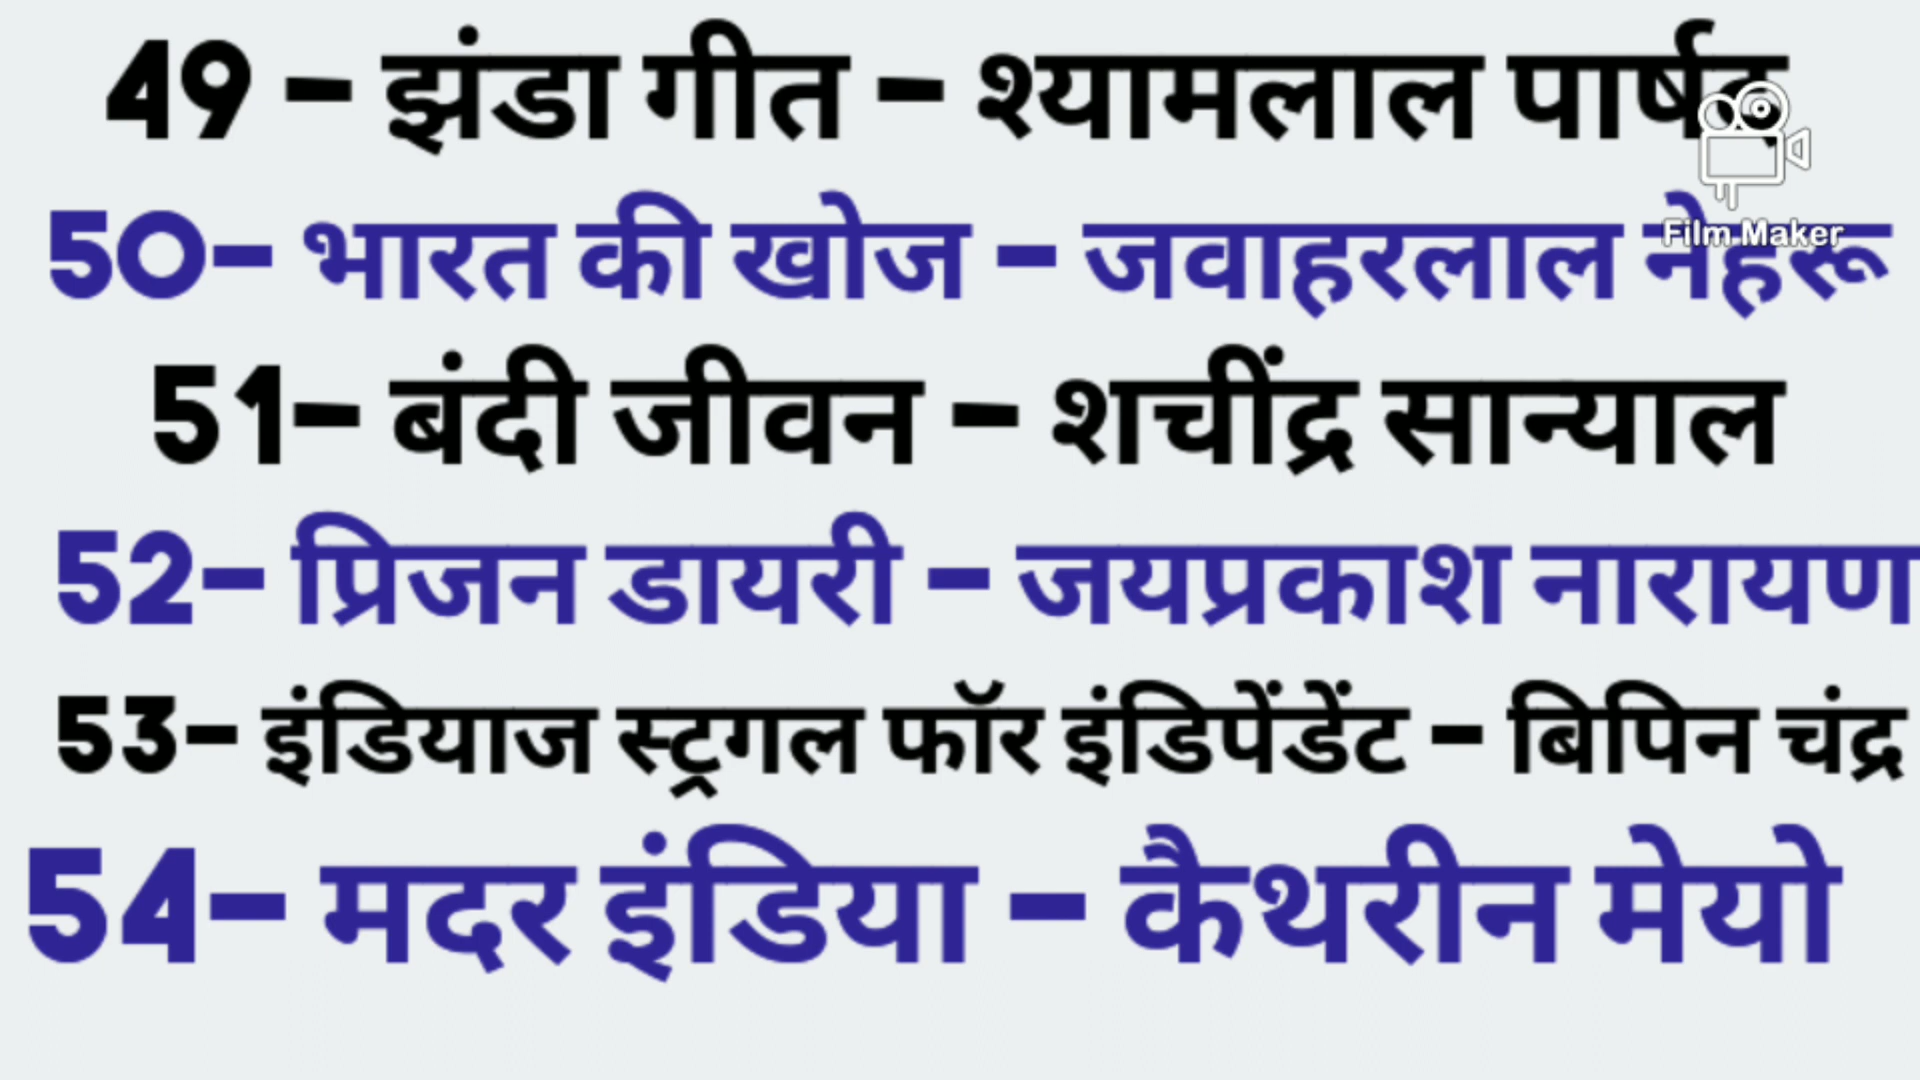 49 - झंडा गीत - श्यामलाल पार्षद
Film Maker
50- भारत की खोज - जवाहरलाल नेहरू
51- बंदी जीवन - शचींद्र सान्याल
52- प्रिजन डायरी - जयप्रकाश नारायण
53- इंडियाज स्ट्रगल फॉर इंडिपेंडेंट - बिपिन चंद्र
54- मदर इंडिया - कैथरीन मेयो